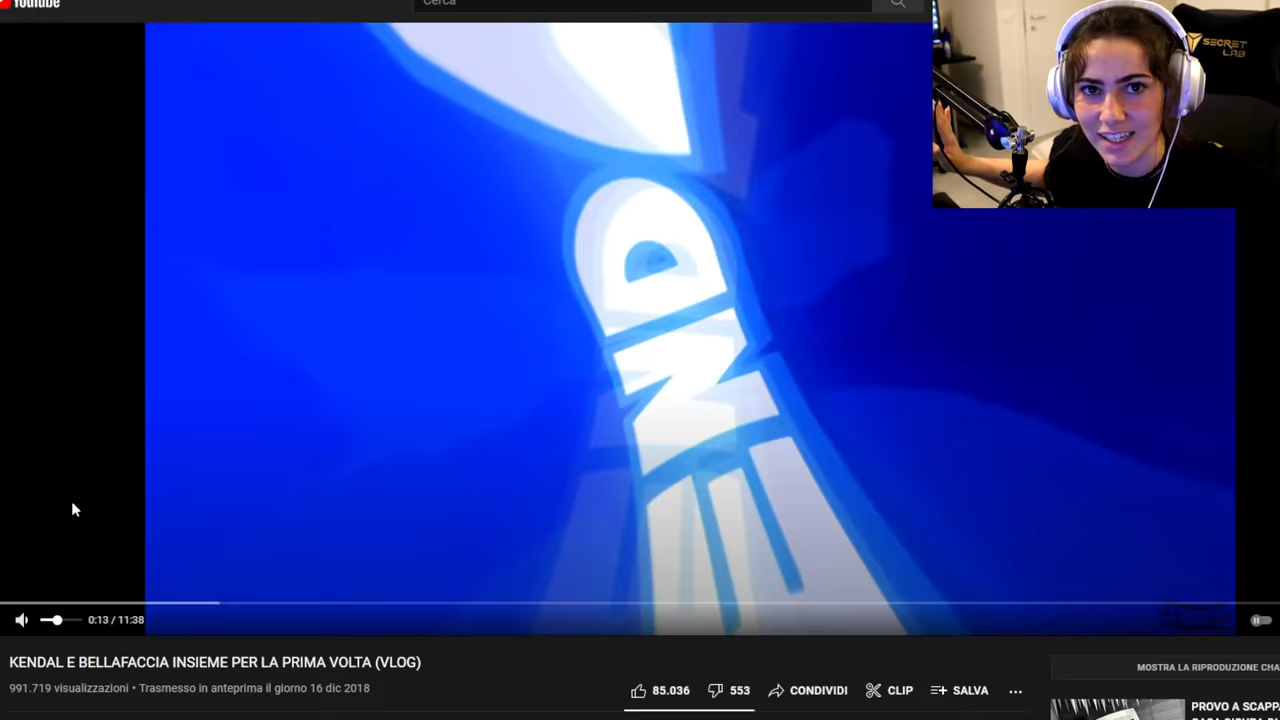 YouTube
Cerca
SECRET
LAB
END
0:13 / 11:38
KENDAL E BELLAFACCIA INSIEME PER LA PRIMA VOLTA (VLOG)
991.719 visualizzazioni • Trasmesso in anteprima il giorno 16 dic 2018
85.036
553
CONDIVIDI
CLIP
SALVA
MOSTRA LA RIPRODUZIONE CHA
PROVO A SCAPPA